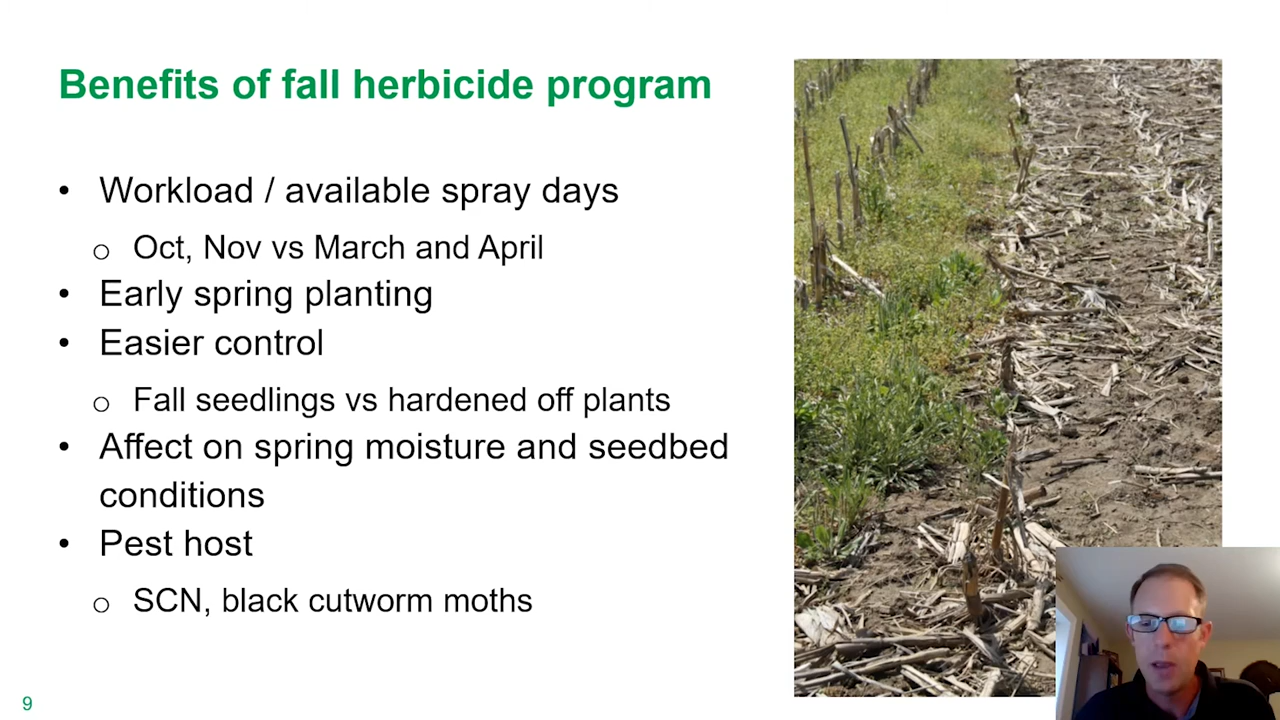 Benefits of fall herbicide program
• Workload / available spray days
o Oct, Nov vs March and April
• Early spring planting
• Easier control
o Fall seedlings vs hardened off plants
• Affect on spring moisture and seedbed
conditions
• Pest host
o SCN, black cutworm moths
9